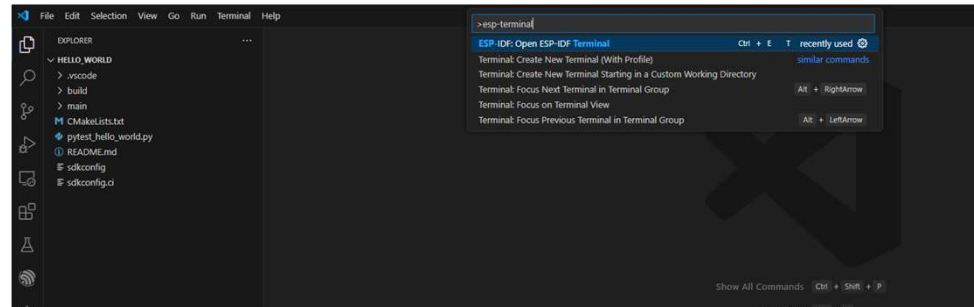 File Edit Selection View Go Run Terminal Help
>esp-terminal
ESP-IDF: Open ESP-IDF Terminal Ctrl + E T recently used
Terminal: Create New Terminal (With Profile) similar commands
Terminal: Create New Terminal Starting in a Custom Working Directory
Terminal: Focus Next Terminal in Terminal Group Alt + RightArrow
Terminal: Focus on Terminal View
Terminal: Focus Previous Terminal in Terminal Group Alt + LeftArrow
EXPLORER ...
HELLO_WORLD
.vscode
build
main
CMakeLists.txt
pytest_hello_world.py
README.md
sdkconfig
sdkconfig.ci
Show All Commands Ctrl + Shift + P